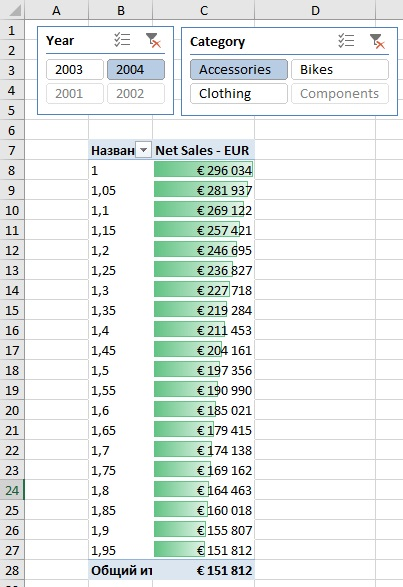 A B C D
1 Year Category
2
3 2003 2004 Accessories Bikes
4 2001 2002 Clothing Components
5
6
7 Назван Net Sales - EUR
8 1 € 296 034
9 1,05 € 281 937
10 1,1 € 269 122
11 1,15 € 257 421
12 1,2 € 246 695
13 1,25 € 236 827
14 1,3 € 227 718
15 1,35 € 219 284
16 1,4 € 211 453
17 1,45 € 204 161
18 1,5 € 197 356
19 1,55 € 190 990
20 1,6 € 185 021
21 1,65 € 179 415
22 1,7 € 174 138
23 1,75 € 169 162
24 1,8 € 164 463
25 1,85 € 160 018
26 1,9 € 155 807
27 1,95 € 151 812
28 Общий ит € 151 812